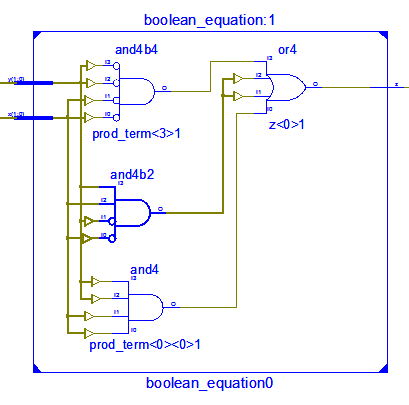 boolean_equation:1
and4b4
or4
y(1:0)
x(1:0)
I3
I2
I1
I0
O
prod_term<3>1
I3
I2
I1
I0
O
z<0>1
z
and4b2
I3
I2
I1
I0
O
and4
I3
I2
I1
I0
O
prod_term<0><0>1
boolean_equation0